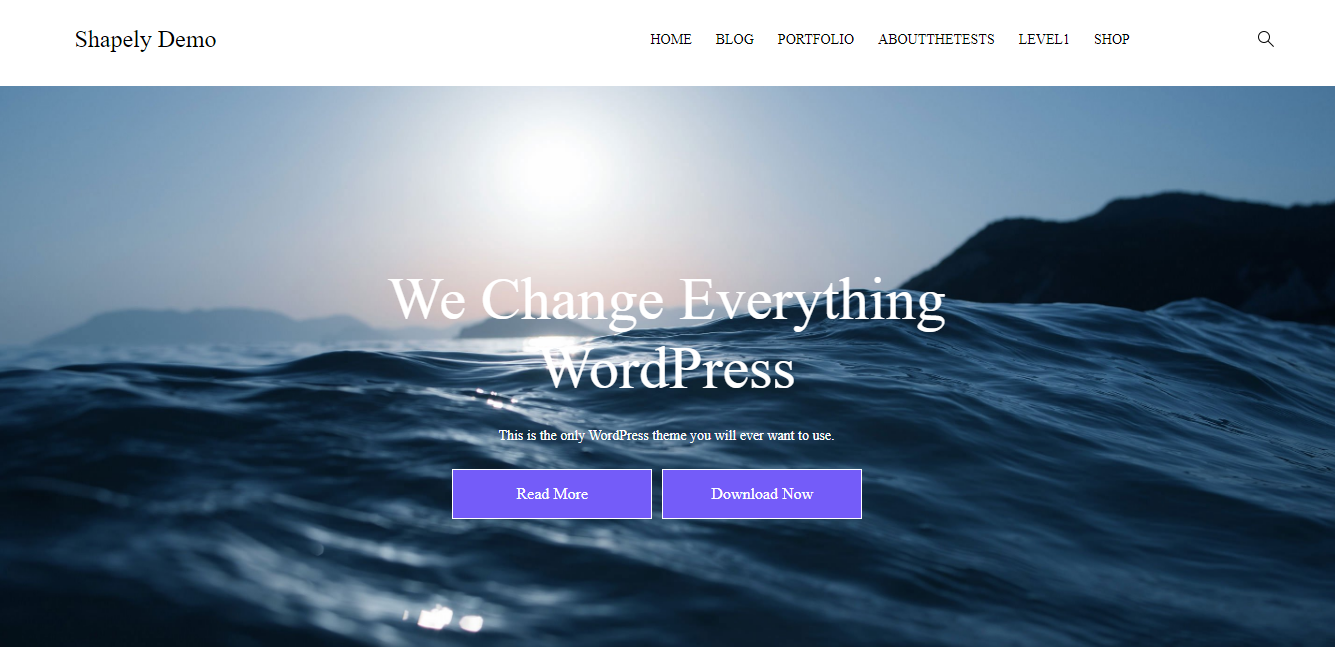 Shapely Demo
HOME BLOG PORTFOLIO ABOUTTHETESTS LEVEL1 SHOP
We Change Everything
WordPress
This is the only WordPress theme you will ever want to use.
Read More
Download Now